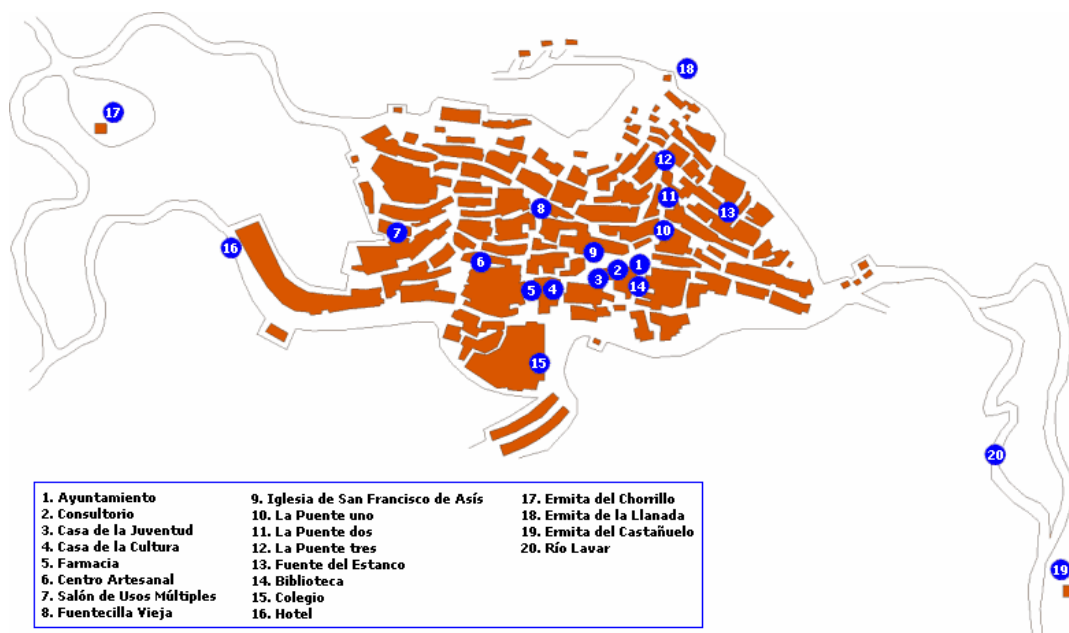 18
17
12
11
8
13
7
10
16
9
6
1
2
3
14
5
4
15
20
19
1. Ayuntamiento
2. Consultorio
3. Casa de la Juventud
4. Casa de la Cultura
5. Farmacia
6. Centro Artesanal
7. Salón de Usos Múltiples
8. Fuentecilla Vieja
9. Iglesia de San Francisco de Asís
10. La Puente uno
11. La Puente dos
12. La Puente tres
13. Fuente del Estanco
14. Biblioteca
15. Colegio
16. Hotel
17. Ermita del Chorrillo
18. Ermita de la Llanada
19. Ermita del Castañuelo
20. Río Lavar